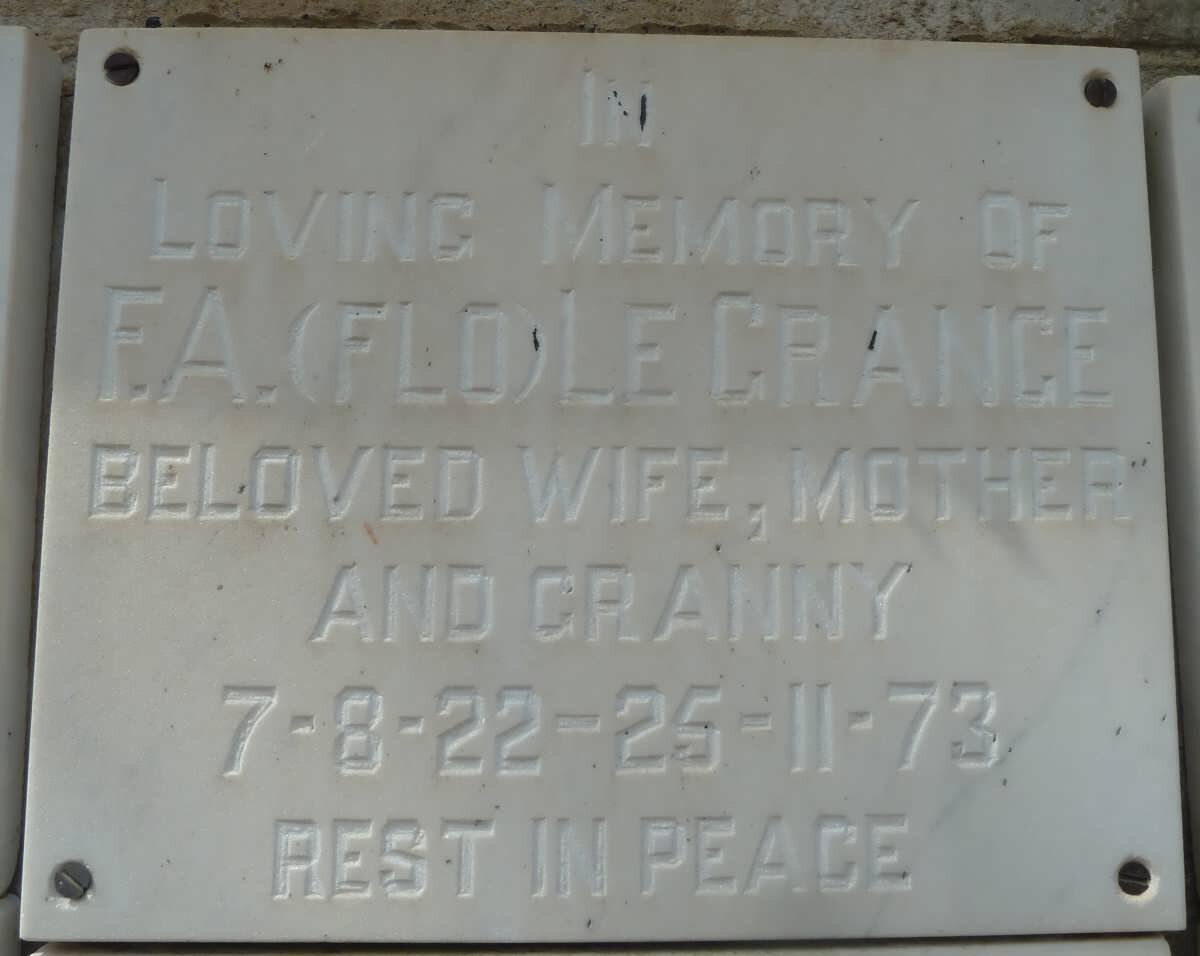 IN
LOVING MEMORY OF
F.A.(FLO)LE GRANGE
BELOVED WIFE, MOTHER
AND GRANNY
7-8-22-25-11-73
REST IN PEACE